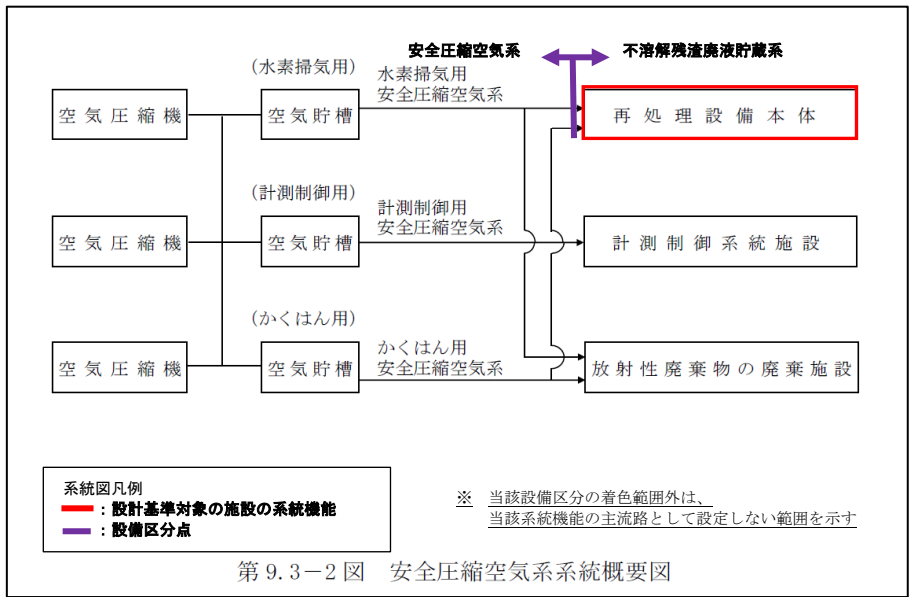 安全圧縮空気系
不溶解残渣廃液貯蔵系
(水素掃気用)
水素掃気用
安全圧縮空気系
空気圧縮機
空気貯槽
再処理設備本体
(計測制御用)
計測制御用
安全圧縮空気系
空気圧縮機
空気貯槽
計測制御系統施設
(かくはん用)
かくはん用
安全圧縮空気系
空気圧縮機
空気貯槽
放射性廃棄物の廃棄施設
系統図凡例
:設計基準対象の施設の系統機能
:設備区分点
※ 当該設備区分の着色範囲外は、
当該系統機能の主流路として設定しない範囲を示す
第9.3-2図 安全圧縮空気系系統概要図